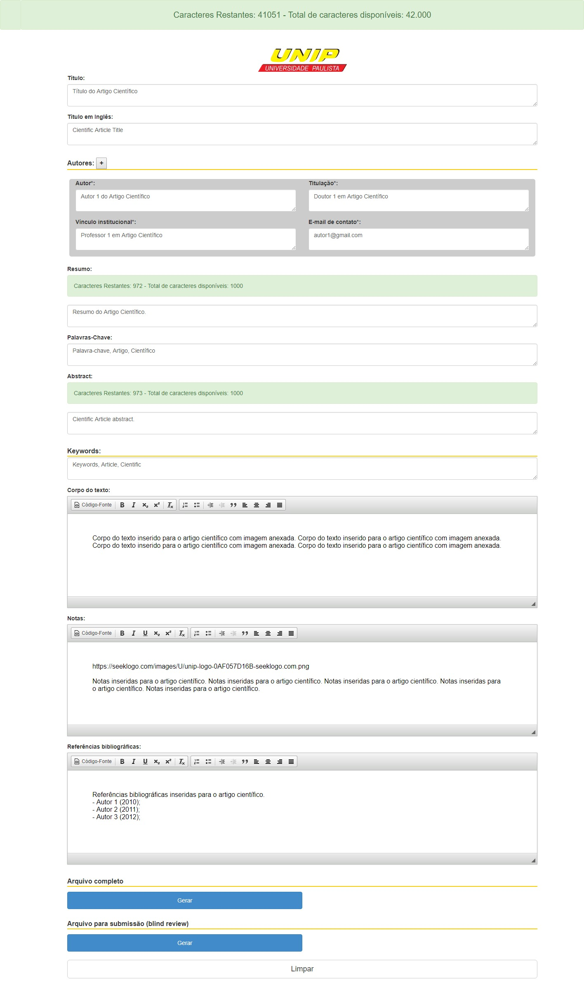 Caracteres Restantes: 41051 - Total de caracteres disponíveis: 42.000
UNIP
UNIVERSIDADE PAULISTA
Título:
Título do Artigo Científico
Título em Inglês:
Cientific Article Title
Autores: +
Autor*:
Titulação*:
Autor 1 do Artigo Científico
Doutor 1 em Artigo Científico
Vínculo institucional*:
E-mail de contato*:
Professor 1 em Artigo Científico
autor1@gmail.com
Resumo:
Caracteres Restantes: 972 - Total de caracteres disponíveis: 1000
Resumo do Artigo Científico.
Palavras-Chave:
Palavra-chave, Artigo, Científico
Abstract:
Caracteres Restantes: 973 - Total de caracteres disponíveis: 1000
Cientific Article abstract.
Keywords:
Keywords, Article, Cientific
Corpo do texto:
Código-Fonte
Corpo do texto inserido para o artigo científico com imagem anexada. Corpo do texto inserido para o artigo científico com imagem anexada.
Corpo do texto inserido para o artigo científico com imagem anexada. Corpo do texto inserido para o artigo científico com imagem anexada.
Notas:
Código-Fonte
https://seeklogo.com/images/U/unip-logo-0AF057D16B-seeklogo.com.png
Notas inseridas para o artigo científico. Notas inseridas para o artigo científico. Notas inseridas para o artigo científico. Notas inseridas para
o artigo científico. Notas inseridas para o artigo científico.
Referências bibliográficas:
Código-Fonte
Referências bibliográficas inseridas para o artigo científico.
- Autor 1 (2010);
- Autor 2 (2011);
- Autor 3 (2012);
Arquivo completo
Gerar
Arquivo para submissão (blind review)
Gerar
Limpar